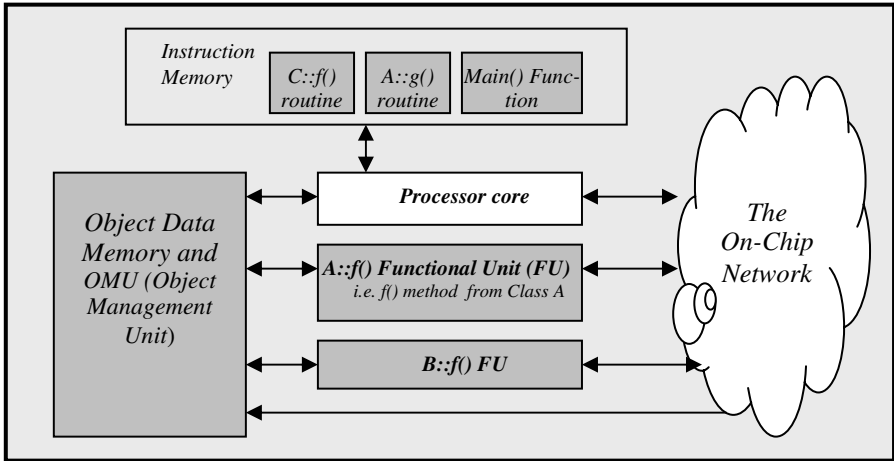 Instruction
Memory
C::f()
routine
A::g()
routine
Main() Func-
tion
Processor core
Object Data
Memory and
OMU (Object
Management
Unit)
A::f() Functional Unit (FU)
i.e. f() method from Class A
B::f() FU
The
On-Chip
Network